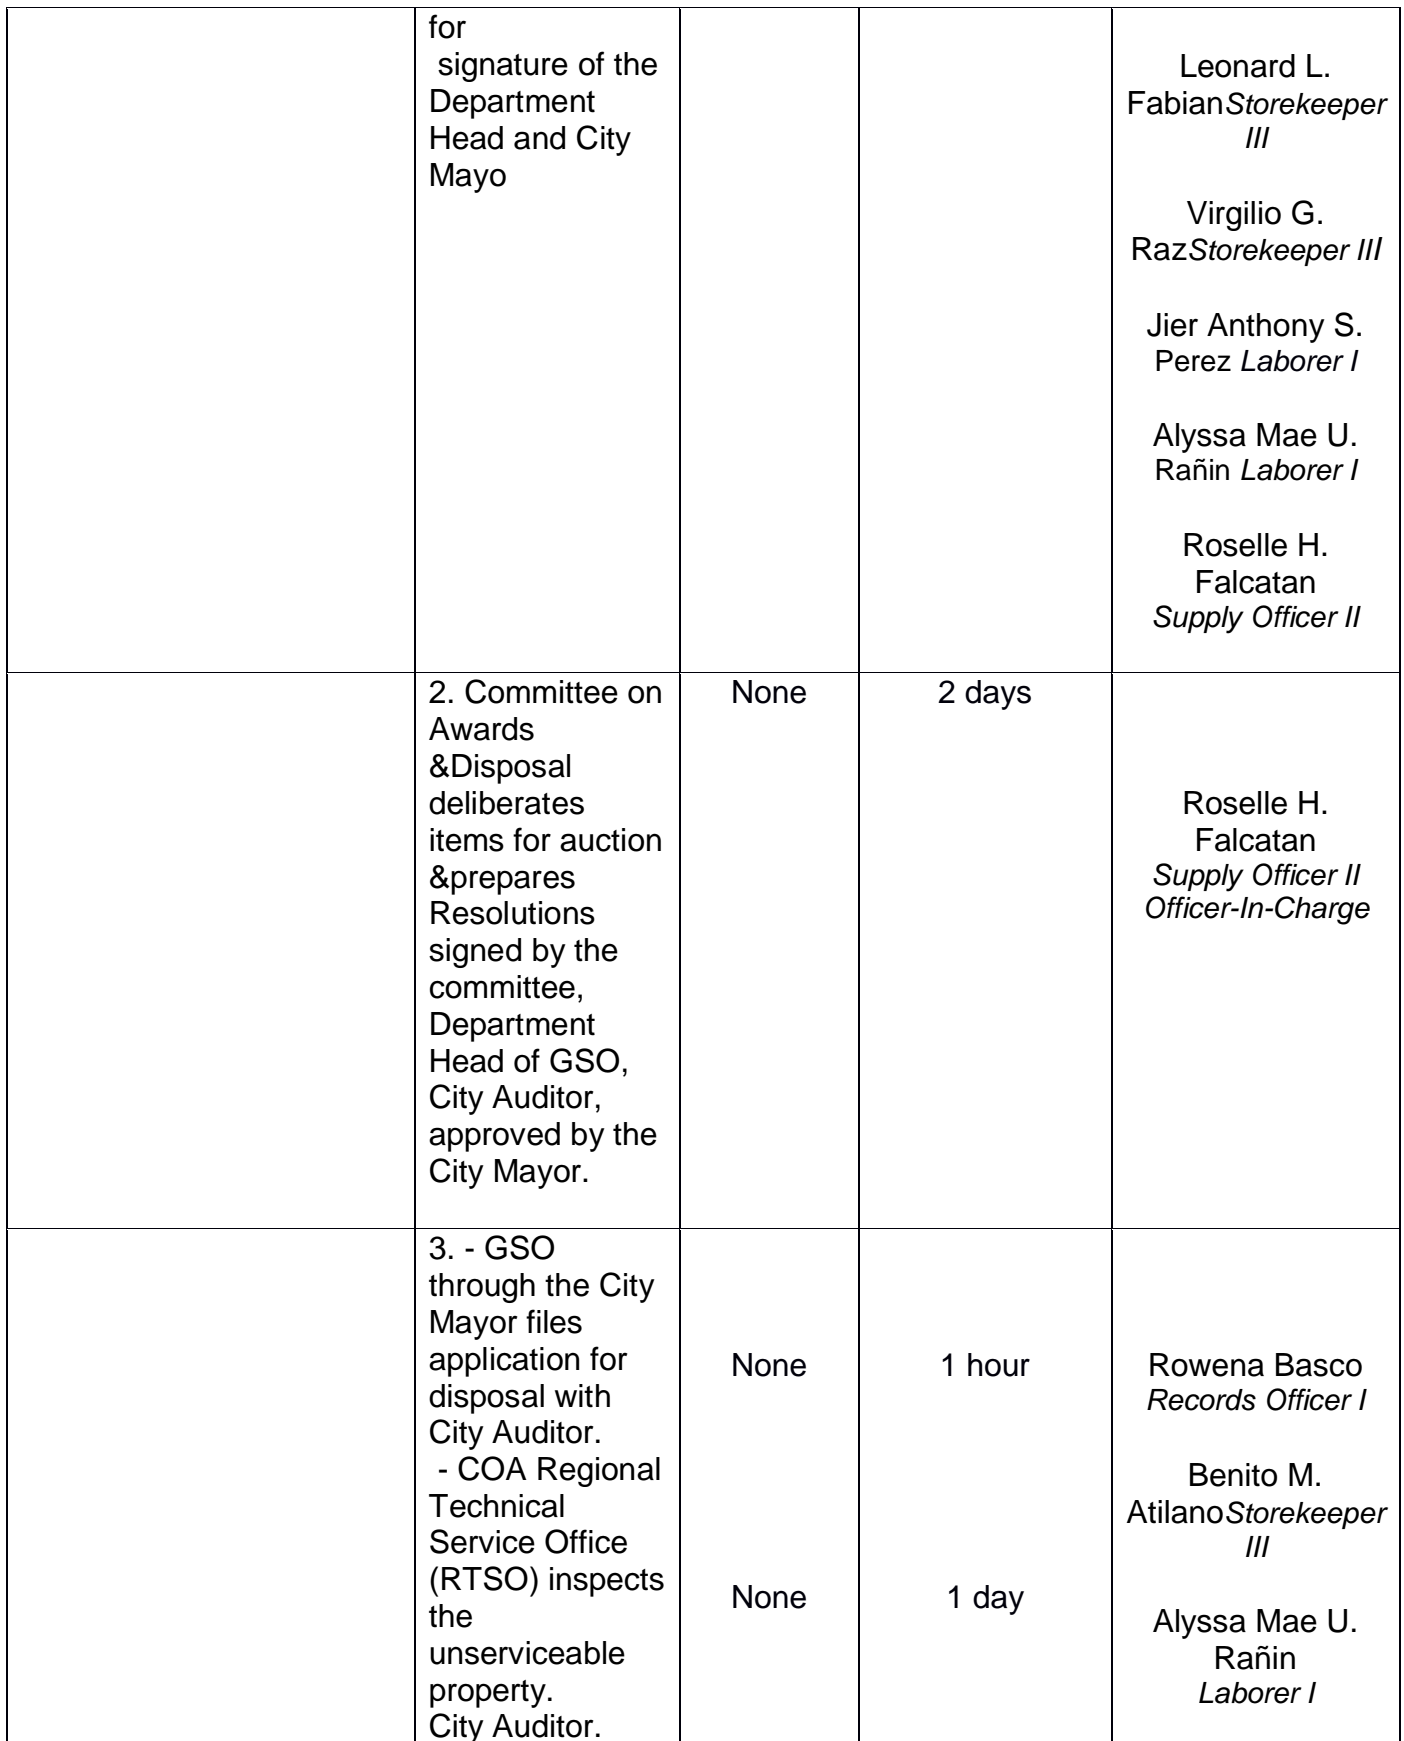 for
signature of the
Department
Head and City
Mayo
Leonard L.
FabianStorekeeper
III
Virgilio G.
RazStorekeeper III
Jier Anthony S.
Perez Laborer I
Alyssa Mae U.
Rañin Laborer I
Roselle H.
Falcatan
Supply Officer II
2. Committee on
Awards
&Disposal
deliberates
items for auction
&prepares
Resolutions
signed by the
committee,
Department
Head of GSO,
City Auditor,
approved by the
City Mayor.
None
2 days
Roselle H.
Falcatan
Supply Officer II
Officer-In-Charge
3. - GSO
through the City
Mayor files
application for
disposal with
City Auditor.
- COA Regional
Technical
Service Office
(RTSO) inspects
the
unserviceable
property.
City Auditor.
None
None
1 hour
1 day
Rowena Basco
Records Officer I
Benito M.
AtilanoStorekeeper
III
Alyssa Mae U.
Rañin
Laborer I